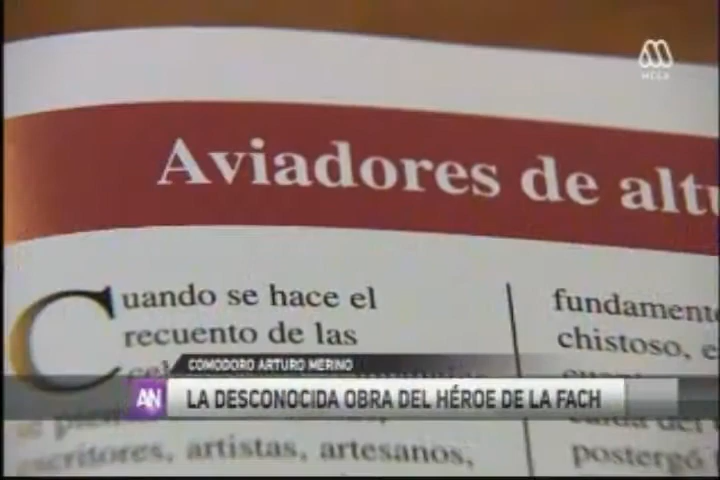 MEGA
Aviadores de altu
Cuando se hace el
recuento de las
fundament
chistoso, e
COMODORO ARTURO MERINO
AN
LA DESCONOCIDA OBRA DEL HÉROE DE LA FACH
escritores, artistas, artesanos,
postergó